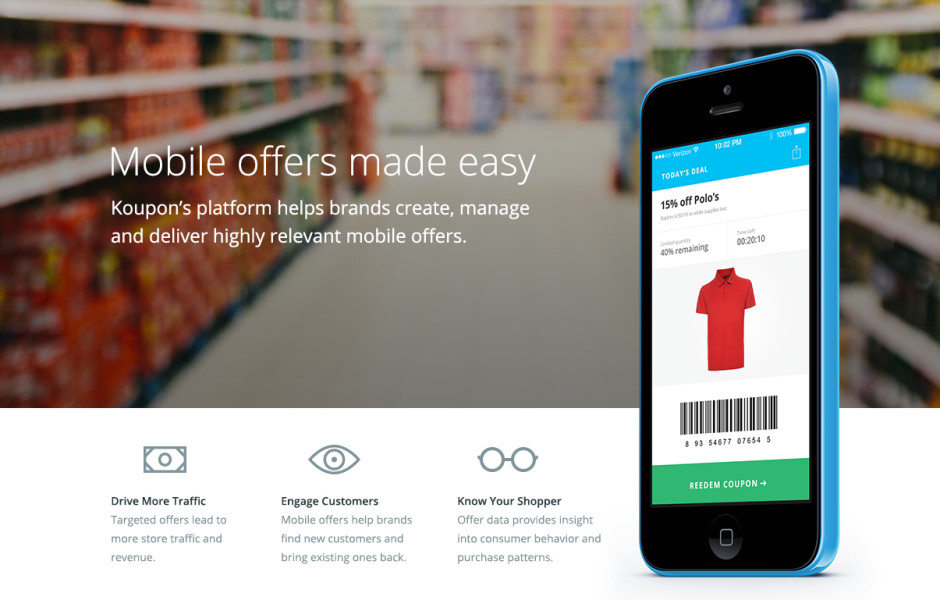 Mobile offers made easy
Koupon’s platform helps brands create, manage
and deliver highly relevant mobile offers.
Verizon 10:02 PM 100%
TODAY'S DEAL
15% off Polo's
while supplies last
Limited quantity
40% remaining
Time Left
00:20:10
8 93 54677 07654 5
REEDEM COUPON →
Drive More Traffic
Targeted offers lead to
more store traffic and
revenue.
Engage Customers
Mobile offers help brands
find new customers and
bring existing ones back.
Know Your Shopper
Offer data provides insight
into consumer behavior and
purchase patterns.